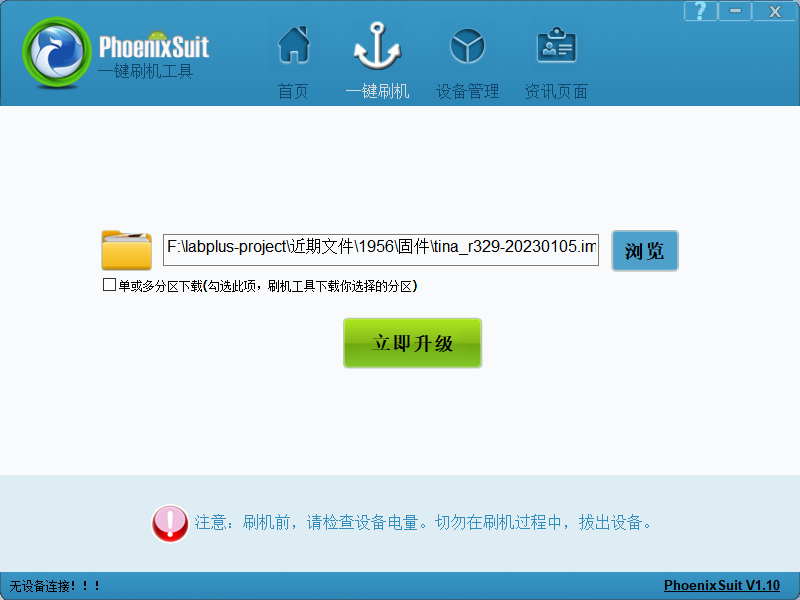 ?
PhoenixSuit
一键刷机工具
首页
一键刷机
设备管理
资讯页面
F:\labplus-project\近期文件\1956\固件\tina_r329-20230105.im
浏览
单或多分区下载(勾选此项，刷机工具下载你选择的分区)
立即升级
注意：刷机前，请检查设备电量。切勿在刷机过程中，拔出设备。
无设备连接！！！
PhoenixSuit V1.10